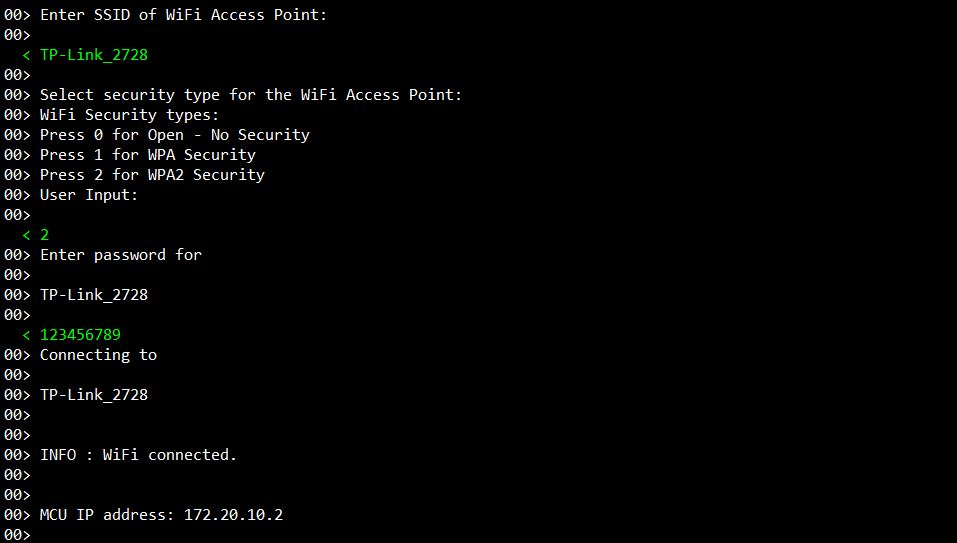 00> Enter SSID of WiFi Access Point:
00>
< TP-Link_2728
00>
00> Select security type for the WiFi Access Point:
00> WiFi Security types:
00> Press 0 for Open - No Security
00> Press 1 for WPA Security
00> Press 2 for WPA2 Security
00> User Input:
00>
< 2
00> Enter password for
00>
00> TP-Link_2728
00>
< 123456789
00> Connecting to
00>
00> TP-Link_2728
00>
00>
00> INFO : WiFi connected.
00>
00>
00> MCU IP address: 172.20.10.2
00>